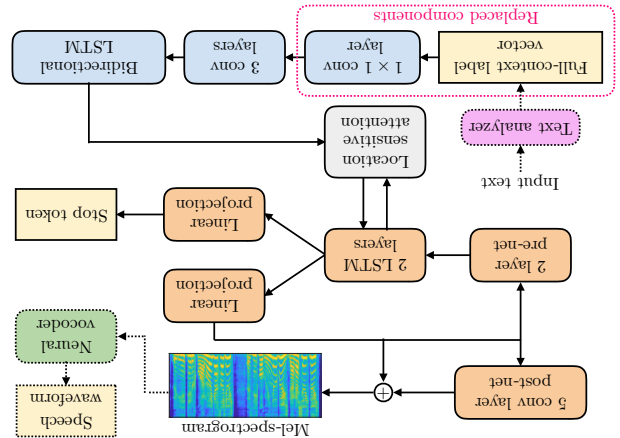 Mel-spectrogram
5 conv layer
post-net
+
Speech
waveform
Neural
vocoder
Linear
projection
2 layer
pre-net
2 LSTM
layers
Linear
projection
Stop token
Input text
Text analyzer
Location
sensitive
attention
Full-context label
vector
1 × 1 conv
layer
3 conv
layers
Bidirectional
LSTM
Replaced components